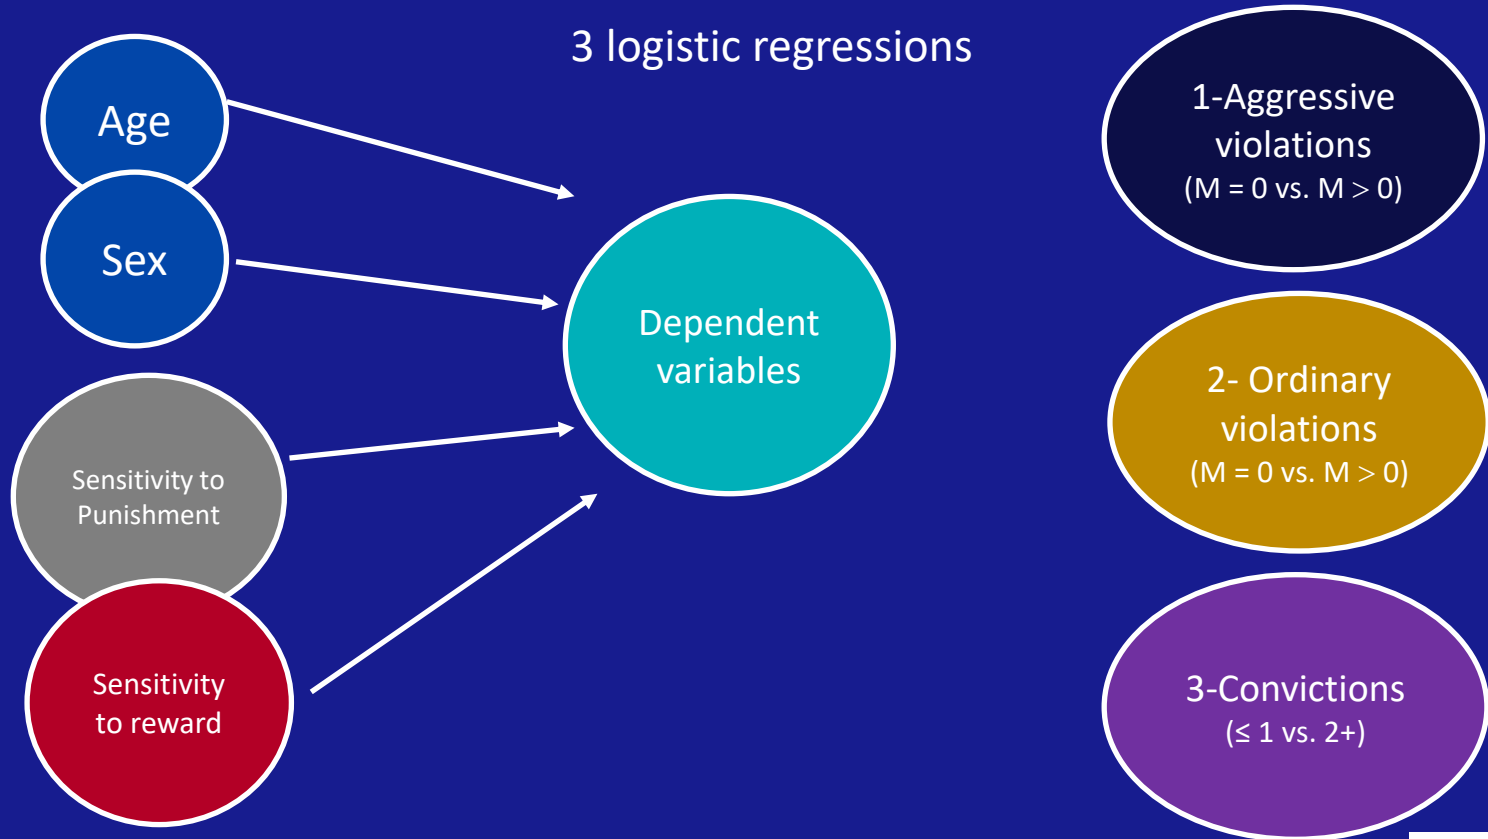 3 logistic regressions
Age
Sex
Sensitivity to
Punishment
Sensitivity
to reward
Dependent
variables
1-Aggressive
violations
(M = 0 vs. M > 0)
2- Ordinary
violations
(M = 0 vs. M > 0)
3-Convictions
(≤ 1 vs. 2+)